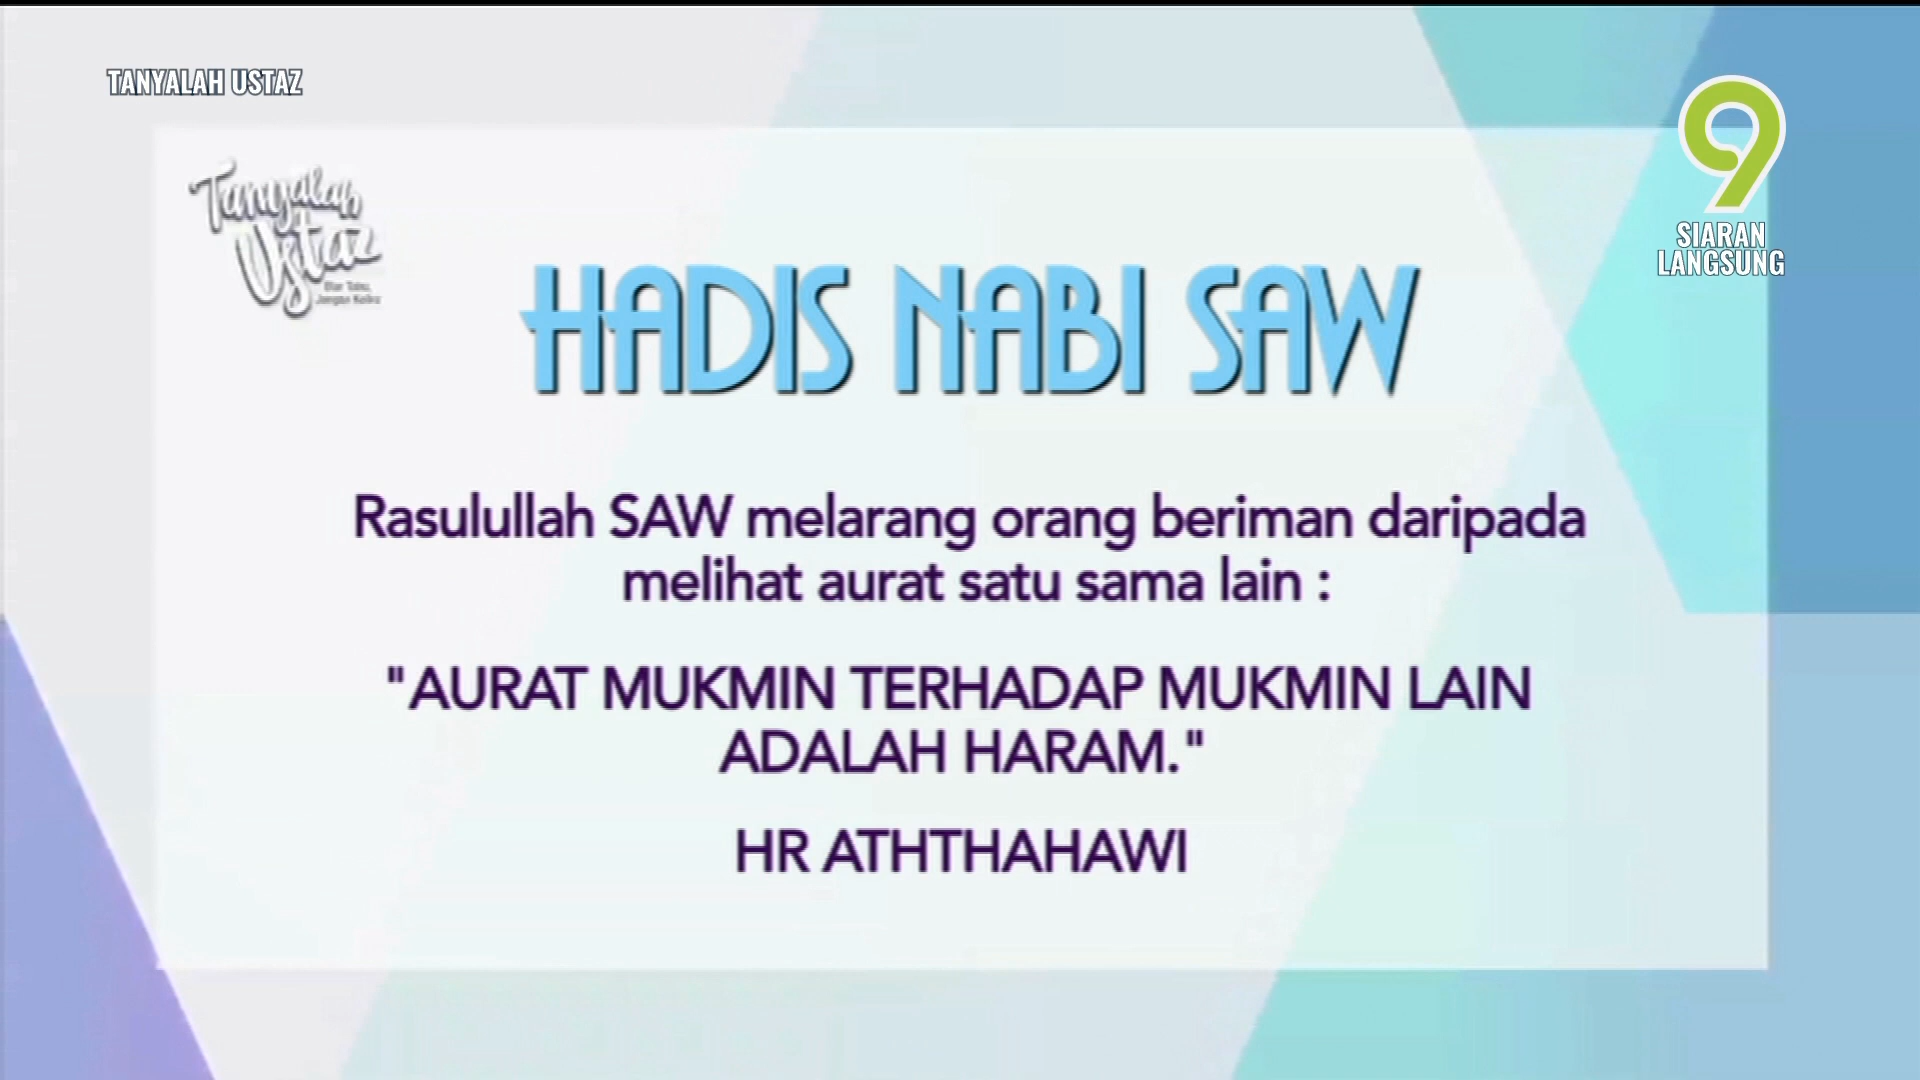 TANYALAH USTAZ
9
SIARAN
LANGSUNG
Tanyalah
Ustaz
HADIS NABI SAW
Rasulullah SAW melarang orang beriman daripada
melihat aurat satu sama lain :
"AURAT MUKMIN TERHADAP MUKMIN LAIN
ADALAH HARAM."
HR ATHTHAHAWI